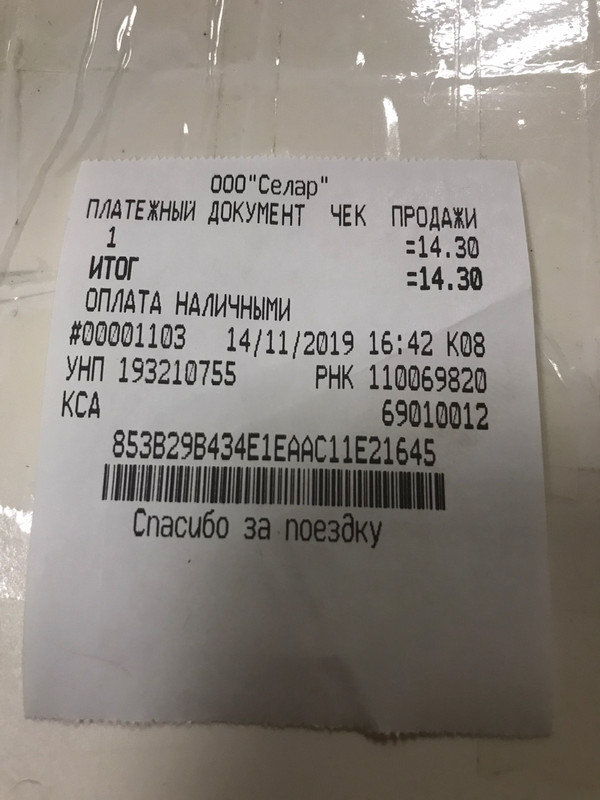 ООО"Селар"
ПЛАТЕЖНЫЙ ДОКУМЕНТ ЧЕК ПРОДАЖИ
1 =14.30
ИТОГ =14.30
ОПЛАТА НАЛИЧНЫМИ
#00001103 14/11/2019 16:42 К08
УНП 193210755 РНК 110069820
КСА 69010012
853B29B434E1EAAC11E21645
Спасибо за поездку